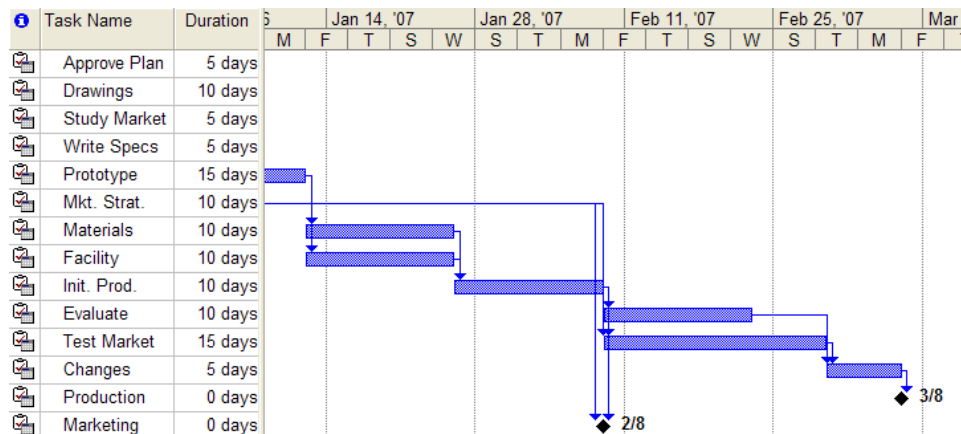 Task Name Duration 6 Jan 14, '07 Jan 28, '07 Feb 11, '07 Feb 25, '07 Mar
M F T S W S T M F T S W S T M F
Approve Plan 5 days
Drawings 10 days
Study Market 5 days
Write Specs 5 days
Prototype 15 days
Mkt. Strat. 10 days
Materials 10 days
Facility 10 days
Init. Prod. 10 days
Evaluate 10 days
Test Market 15 days
Changes 5 days
Production 0 days 3/8
Marketing 0 days 2/8